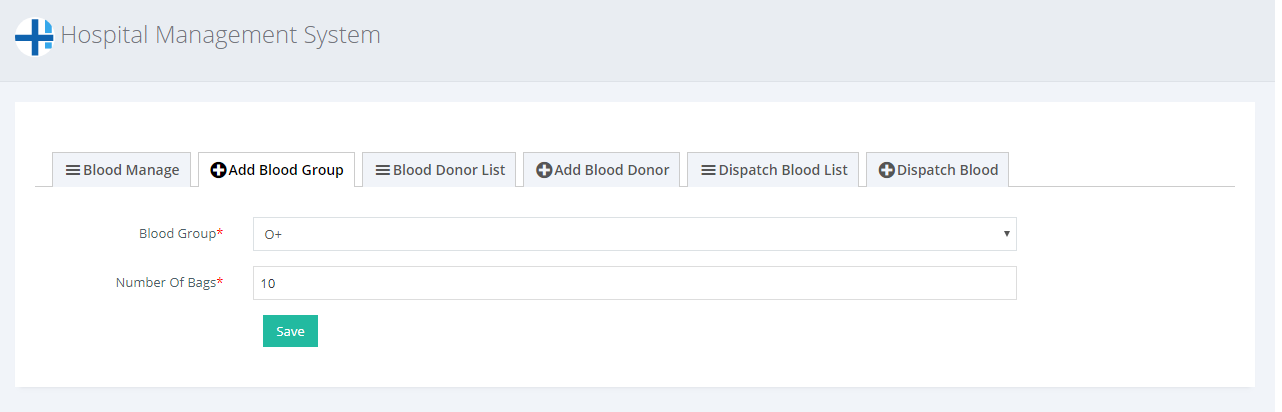 Hospital Management System
Blood Manage Add Blood Group Blood Donor List Add Blood Donor Dispatch Blood List Dispatch Blood
Blood Group* O+
Number Of Bags* 10
Save